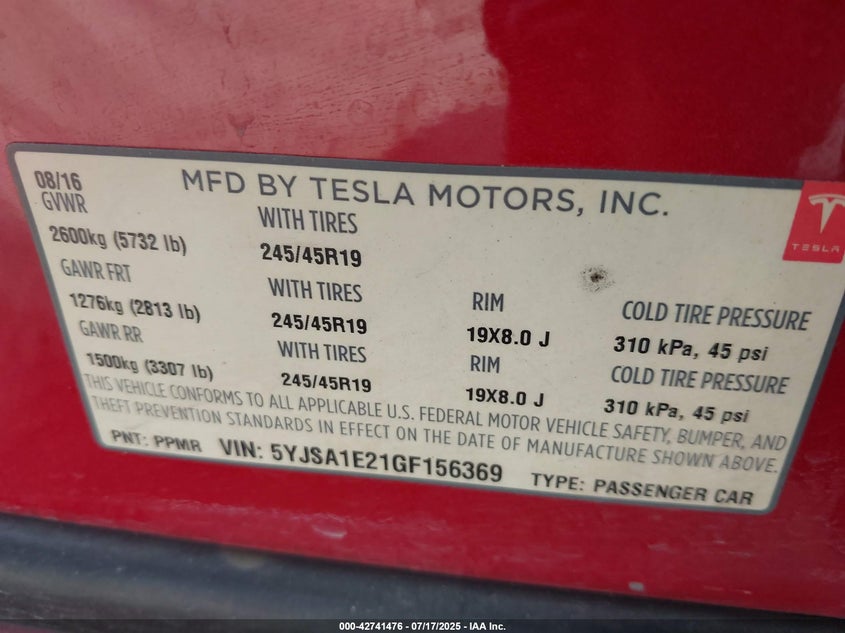 08/16 MFD BY TESLA MOTORS, INC.
GVWR WITH TIRES
2600kg (5732 lb) 245/45R19
GAWR FRT WITH TIRES RIM COLD TIRE PRESSURE
1276kg (2813 lb) 245/45R19 19X8.0 J 310 kPa, 45 psi
GAWR RR WITH TIRES RIM COLD TIRE PRESSURE
1500kg (3307 lb) 245/45R19 19X8.0 J 310 kPa, 45 psi
THIS VEHICLE CONFORMS TO ALL APPLICABLE U.S. FEDERAL MOTOR VEHICLE SAFETY, BUMPER, AND
THEFT PREVENTION STANDARDS IN EFFECT ON THE DATE OF MANUFACTURE SHOWN ABOVE.
PNT: PPMR VIN: 5YJSA1E21GF156369 TYPE: PASSENGER CAR
TESLA
000-42741476 - 07/17/2025 - IAA Inc.